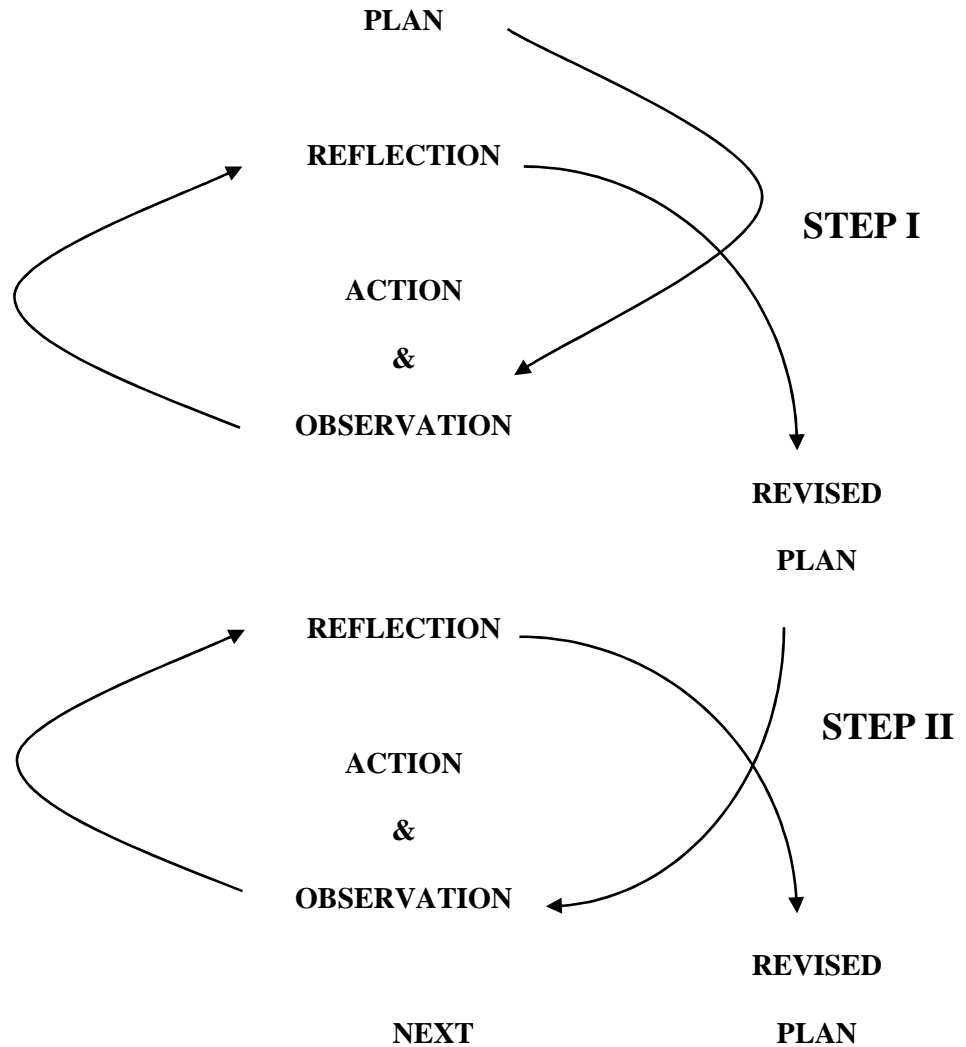 PLAN
REFLECTION
STEP I
ACTION
&
OBSERVATION
REVISED
PLAN
REFLECTION
STEP II
ACTION
&
OBSERVATION
REVISED
NEXT PLAN